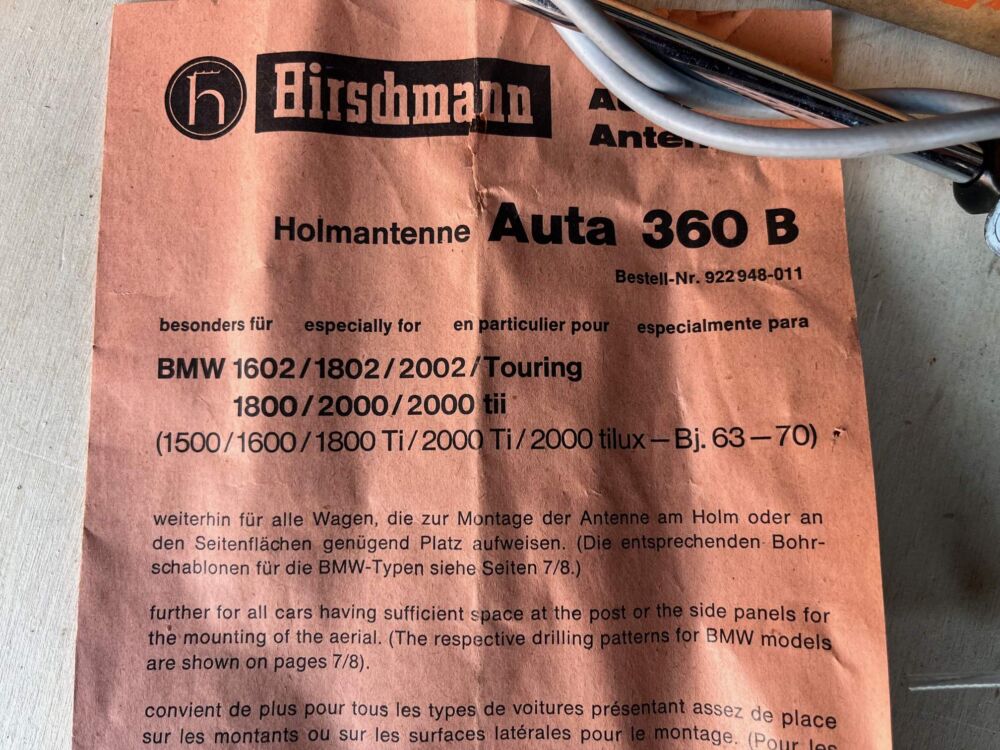 h Hirschmann
Holmantenne Auta 360 B
Bestell-Nr. 922 948-011
besonders für especially for en particulier pour especialmente para
BMW 1602/1802/2002/Touring
1800/2000/2000 tii
(1500/1600/1800 Ti/2000 Ti/2000 tilux – Bj. 63 – 70)
weiterhin für alle Wagen, die zur Montage der Antenne am Holm oder an
den Seitenflächen genügend Platz aufweisen. (Die entsprechenden Bohr-
schablonen für die BMW-Typen siehe Seiten 7/8.)
further for all cars having sufficient space at the post or the side panels for
the mounting of the aerial. (The respective drilling patterns for BMW models
are shown on pages 7/8).
convient de plus pour tous les types de voitures présentant assez de place
sur les montants ou sur les surfaces latérales pour le montage. (Pour les